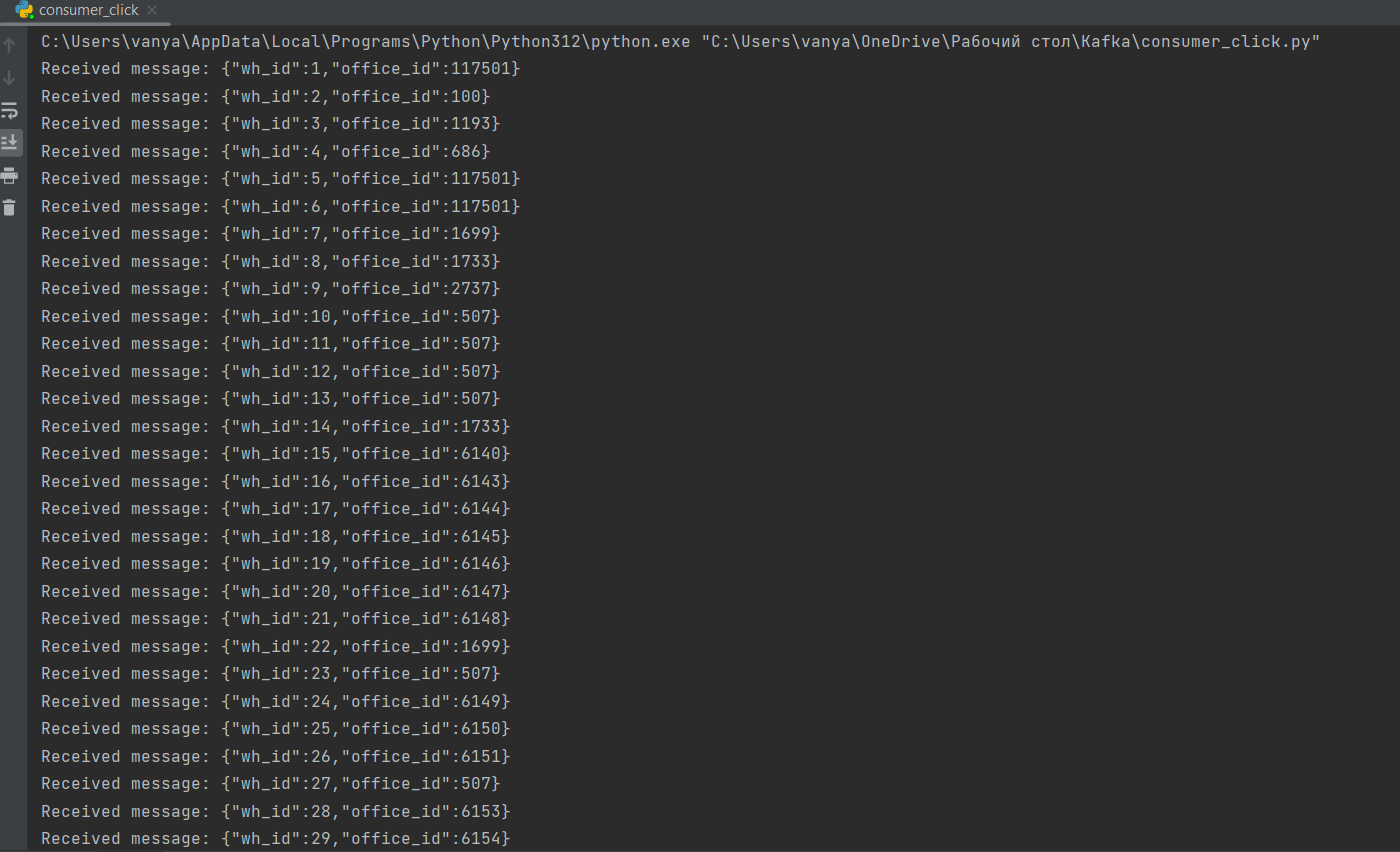 consumer_click
C:\Users\vanya\AppData\Local\Programs\Python\Python312\python.exe "C:\Users\vanya\OneDrive\Рабочий стол\Kafka\consumer_click.py"
Received message: {"wh_id":1,"office_id":117501}
Received message: {"wh_id":2,"office_id":100}
Received message: {"wh_id":3,"office_id":1193}
Received message: {"wh_id":4,"office_id":686}
Received message: {"wh_id":5,"office_id":117501}
Received message: {"wh_id":6,"office_id":117501}
Received message: {"wh_id":7,"office_id":1699}
Received message: {"wh_id":8,"office_id":1733}
Received message: {"wh_id":9,"office_id":2737}
Received message: {"wh_id":10,"office_id":507}
Received message: {"wh_id":11,"office_id":507}
Received message: {"wh_id":12,"office_id":507}
Received message: {"wh_id":13,"office_id":507}
Received message: {"wh_id":14,"office_id":1733}
Received message: {"wh_id":15,"office_id":6140}
Received message: {"wh_id":16,"office_id":6143}
Received message: {"wh_id":17,"office_id":6144}
Received message: {"wh_id":18,"office_id":6145}
Received message: {"wh_id":19,"office_id":6146}
Received message: {"wh_id":20,"office_id":6147}
Received message: {"wh_id":21,"office_id":6148}
Received message: {"wh_id":22,"office_id":1699}
Received message: {"wh_id":23,"office_id":507}
Received message: {"wh_id":24,"office_id":6149}
Received message: {"wh_id":25,"office_id":6150}
Received message: {"wh_id":26,"office_id":6151}
Received message: {"wh_id":27,"office_id":507}
Received message: {"wh_id":28,"office_id":6153}
Received message: {"wh_id":29,"office_id":6154}